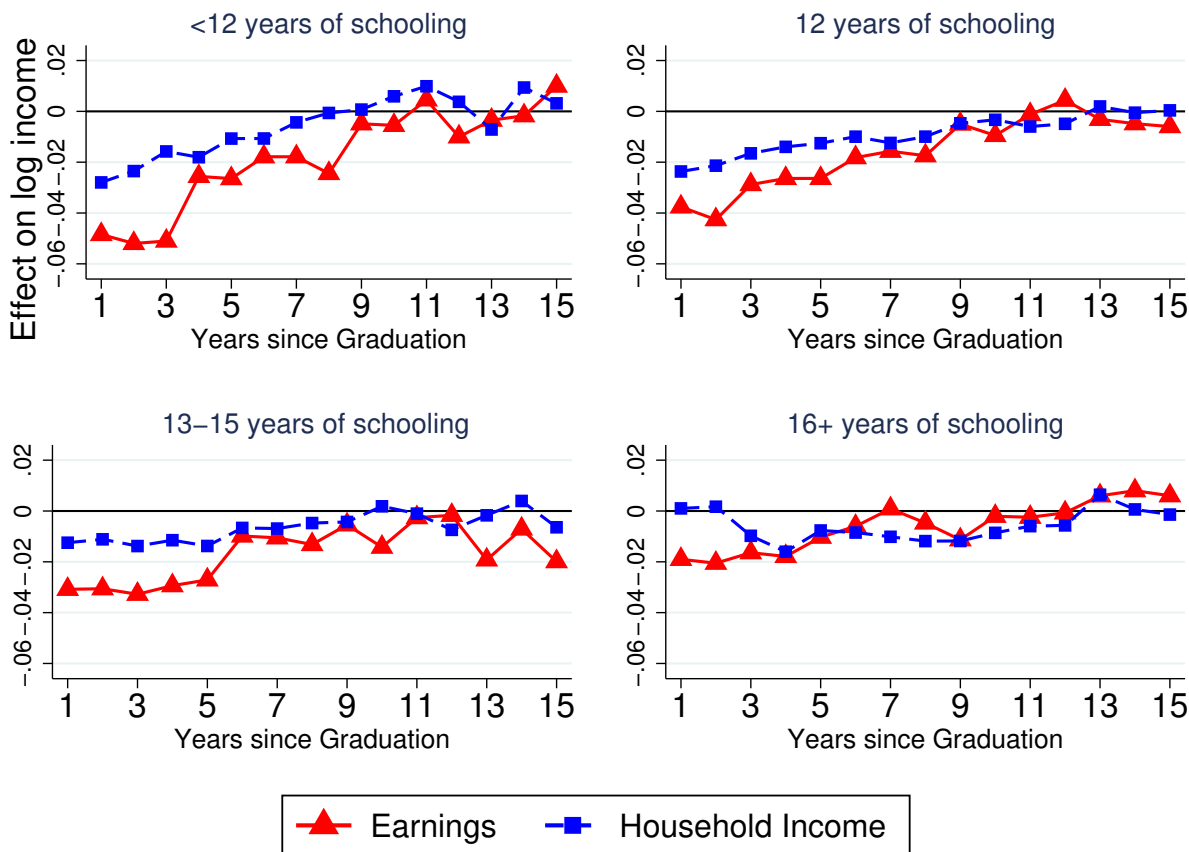 <12 years of schooling
12 years of schooling
Effect on log income
.02
0
−.02
−.04
−.06
1 3 5 7 9 11 13 15
Years since Graduation
.02
0
−.02
−.04
−.06
1 3 5 7 9 11 13 15
Years since Graduation
13−15 years of schooling
16+ years of schooling
.02
0
−.02
−.04
−.06
1 3 5 7 9 11 13 15
Years since Graduation
.02
0
−.02
−.04
−.06
1 3 5 7 9 11 13 15
Years since Graduation
Earnings Household Income